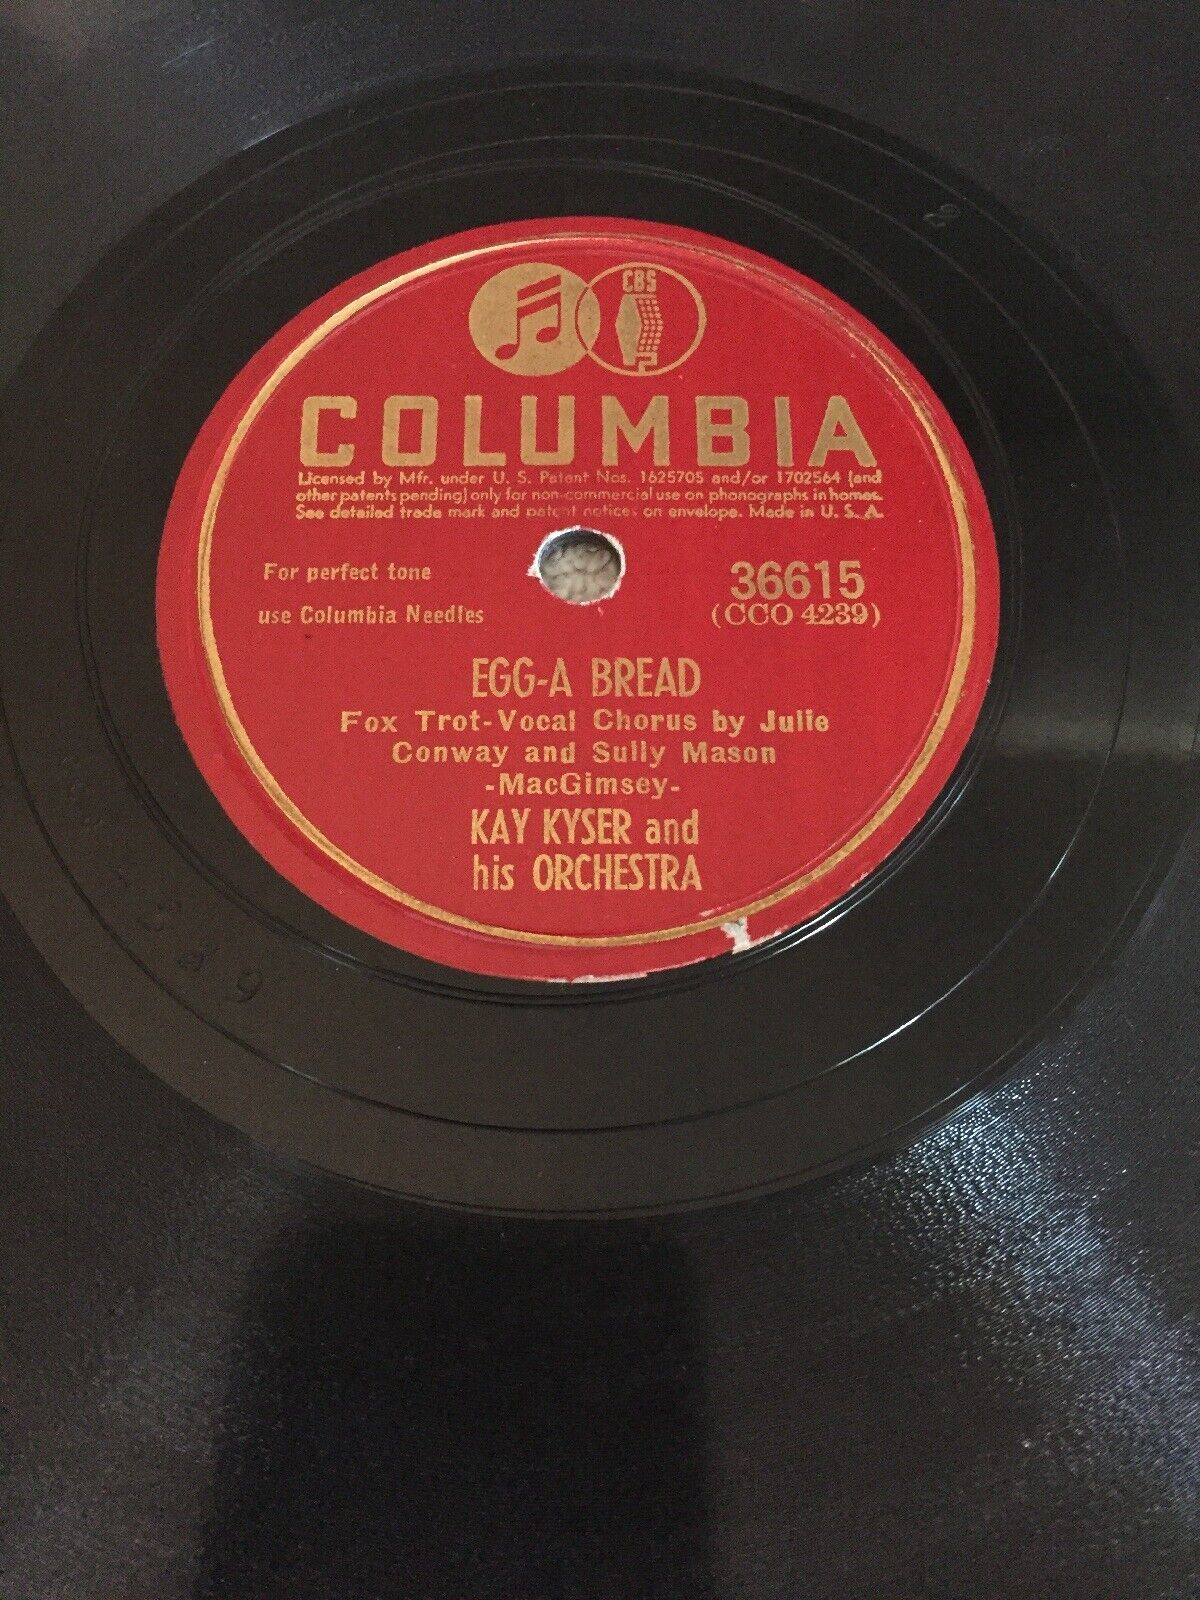 CBS
COLUMBIA
Licensed by Mfr. under U. S. Patent Nos. 1625705 and/or 1702564 (and
other patents pending) only for non-commercial use on phonographs in homes.
See detailed trade mark and patent notices on envelope. Made in U. S. A.
For perfect tone
use Columbia Needles
36615
(CCO 4239)
EGG-A BREAD
Fox Trot-Vocal Chorus by Julie
Conway and Sully Mason
-MacGimsey-
KAY KYSER and
his ORCHESTRA